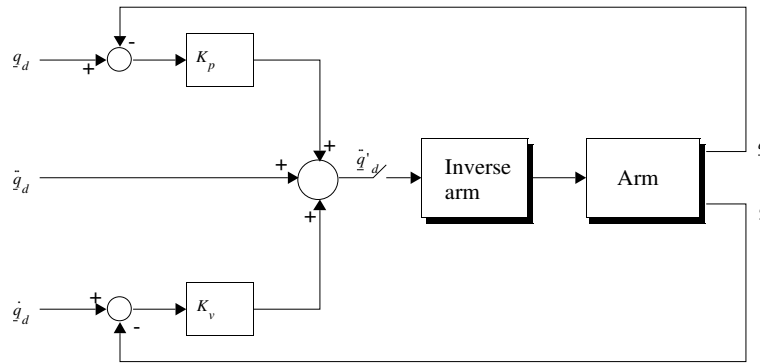 -
q_d
+
K_p
+
q̈_d
+
q̈'_d
Inverse
arm
Arm
+
q̇_d
+
K_v
-